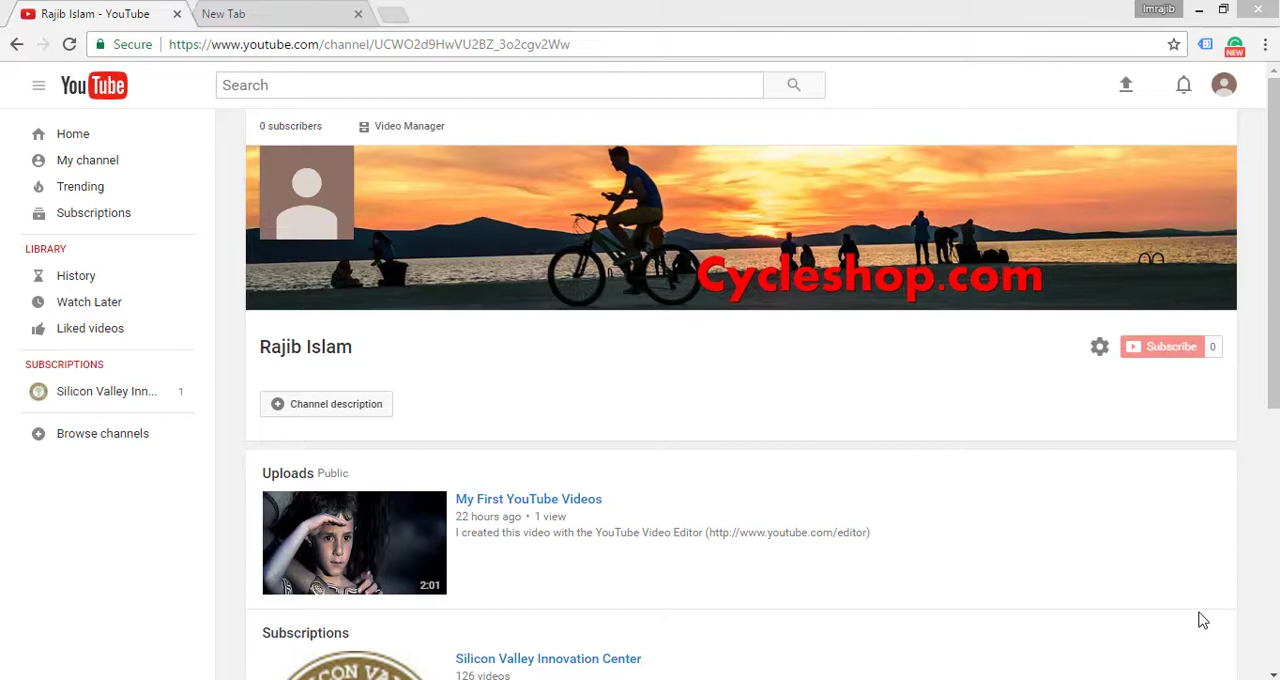 Rajib Islam - YouTube
New Tab
Imrajib
Secure
https://www.youtube.com/channel/UCWO2d9HwVU2BZ_3o2cgv2Ww
NEW
YouTube
Search
Home
My channel
Trending
Subscriptions
LIBRARY
History
Watch Later
Liked videos
SUBSCRIPTIONS
Silicon Valley Inn... 1
Browse channels
0 subscribers
Video Manager
Cycleshop.com
Rajib Islam
Subscribe 0
Channel description
Uploads Public
My First YouTube Videos
22 hours ago • 1 view
I created this video with the YouTube Video Editor (http://www.youtube.com/editor)
2:01
Subscriptions
Silicon Valley Innovation Center
126 videos
SILICON VALLEY